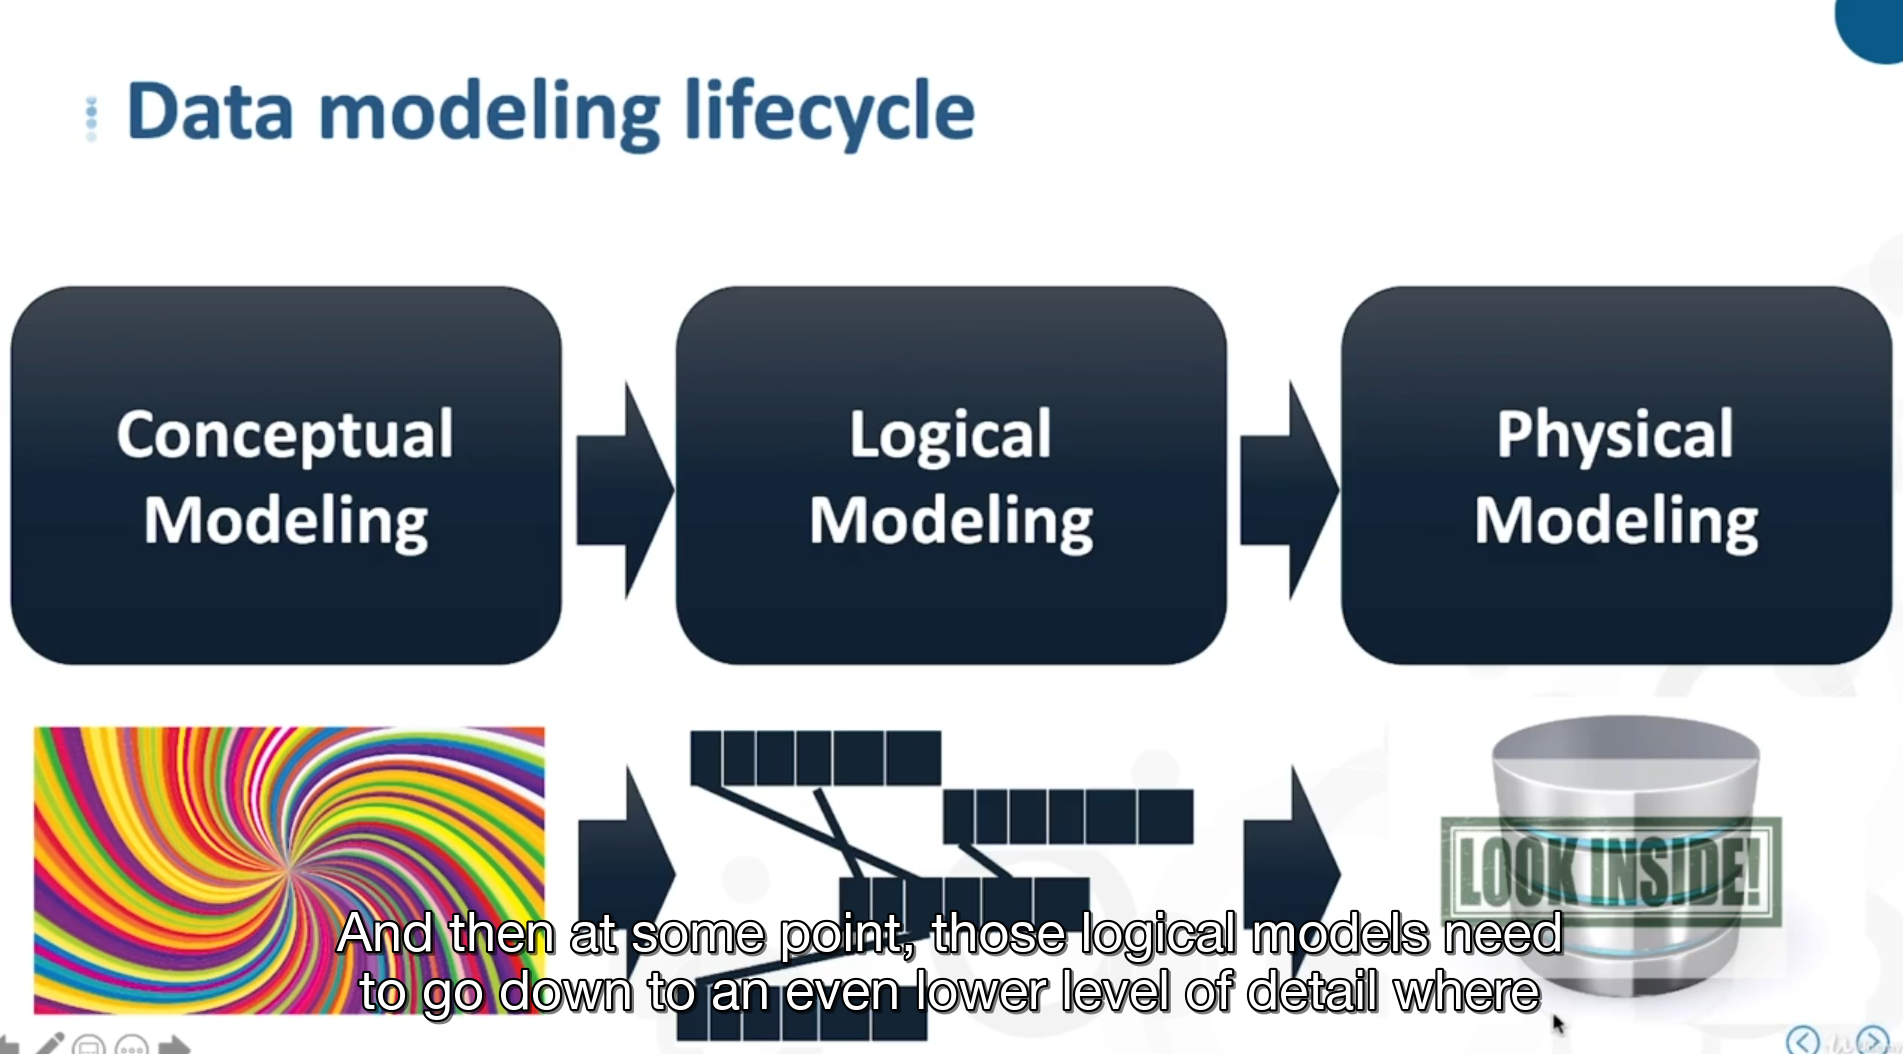 Data modeling lifecycle
Conceptual
Modeling
Logical
Modeling
Physical
Modeling
LOOK INSIDE!
And then at some point, those logical models need
to go down to an even lower level of detail where